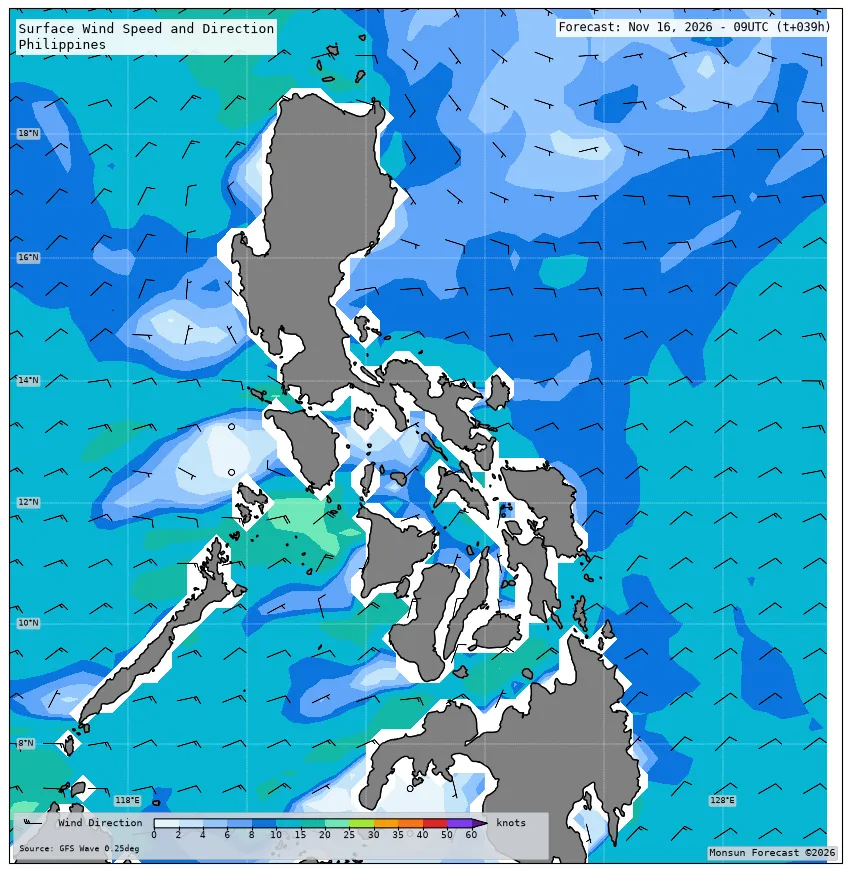 Surface Wind Speed and Direction
Philippines
Forecast: Nov 16, 2026 - 09UTC (t+039h)
18°N
16°N
14°N
12°N
10°N
8°N
118°E
128°E
Wind Direction
0 2 4 6 8 10 15 20 25 30 35 40 50 60
knots
Source: GFS Wave 0.25deg
Monsun Forecast ©2026